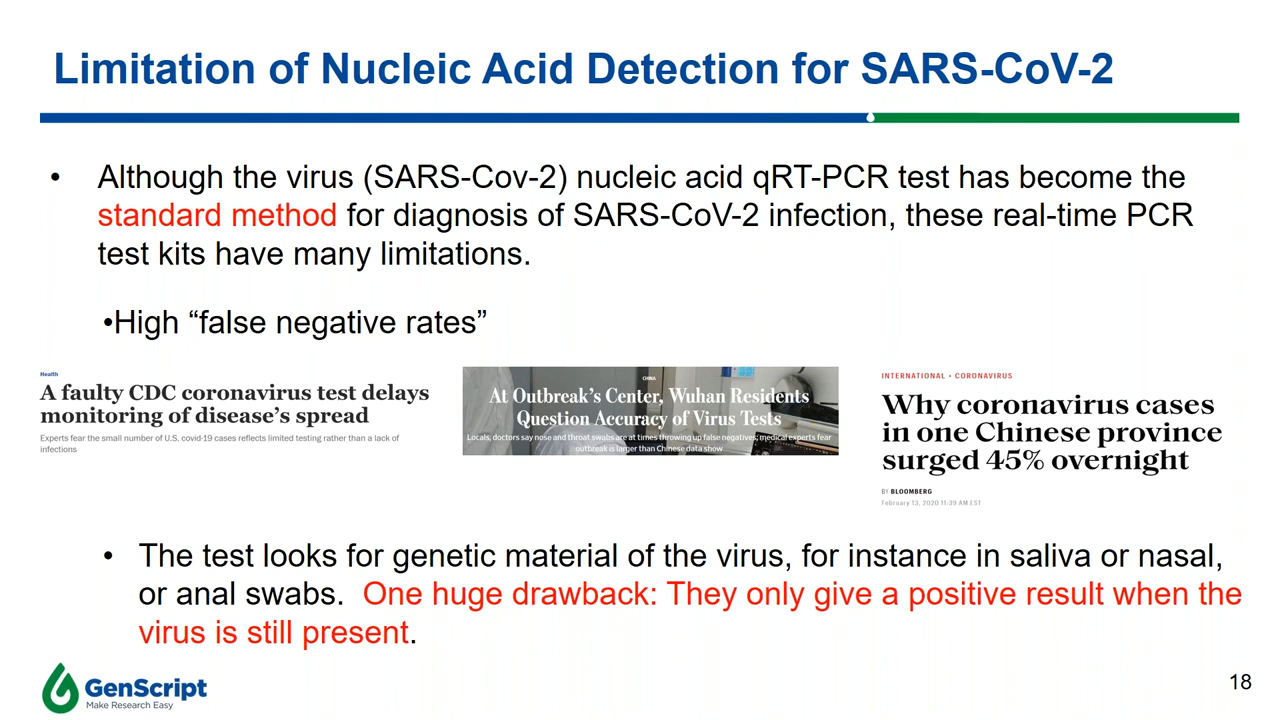 Limitation of Nucleic Acid Detection for SARS-CoV-2
• Although the virus (SARS-Cov-2) nucleic acid qRT-PCR test has become the
standard method for diagnosis of SARS-CoV-2 infection, these real-time PCR
test kits have many limitations.
•High “false negative rates”
Health
A faulty CDC coronavirus test delays
monitoring of disease’s spread
Experts fear the small number of U.S. covid-19 cases reflects limited testing rather than a lack of
infections
CHINA
At Outbreak’s Center, Wuhan Residents
Question Accuracy of Virus Tests
Locals, doctors say nose and throat swabs are at times throwing up false negatives; medical experts fear
outbreak is larger than Chinese data show
INTERNATIONAL • CORONAVIRUS
Why coronavirus cases
in one Chinese province
surged 45% overnight
BY BLOOMBERG
February 13, 2020 11:39 AM EST
• The test looks for genetic material of the virus, for instance in saliva or nasal,
or anal swabs. One huge drawback: They only give a positive result when the
virus is still present.
GenScript
Make Research Easy
18